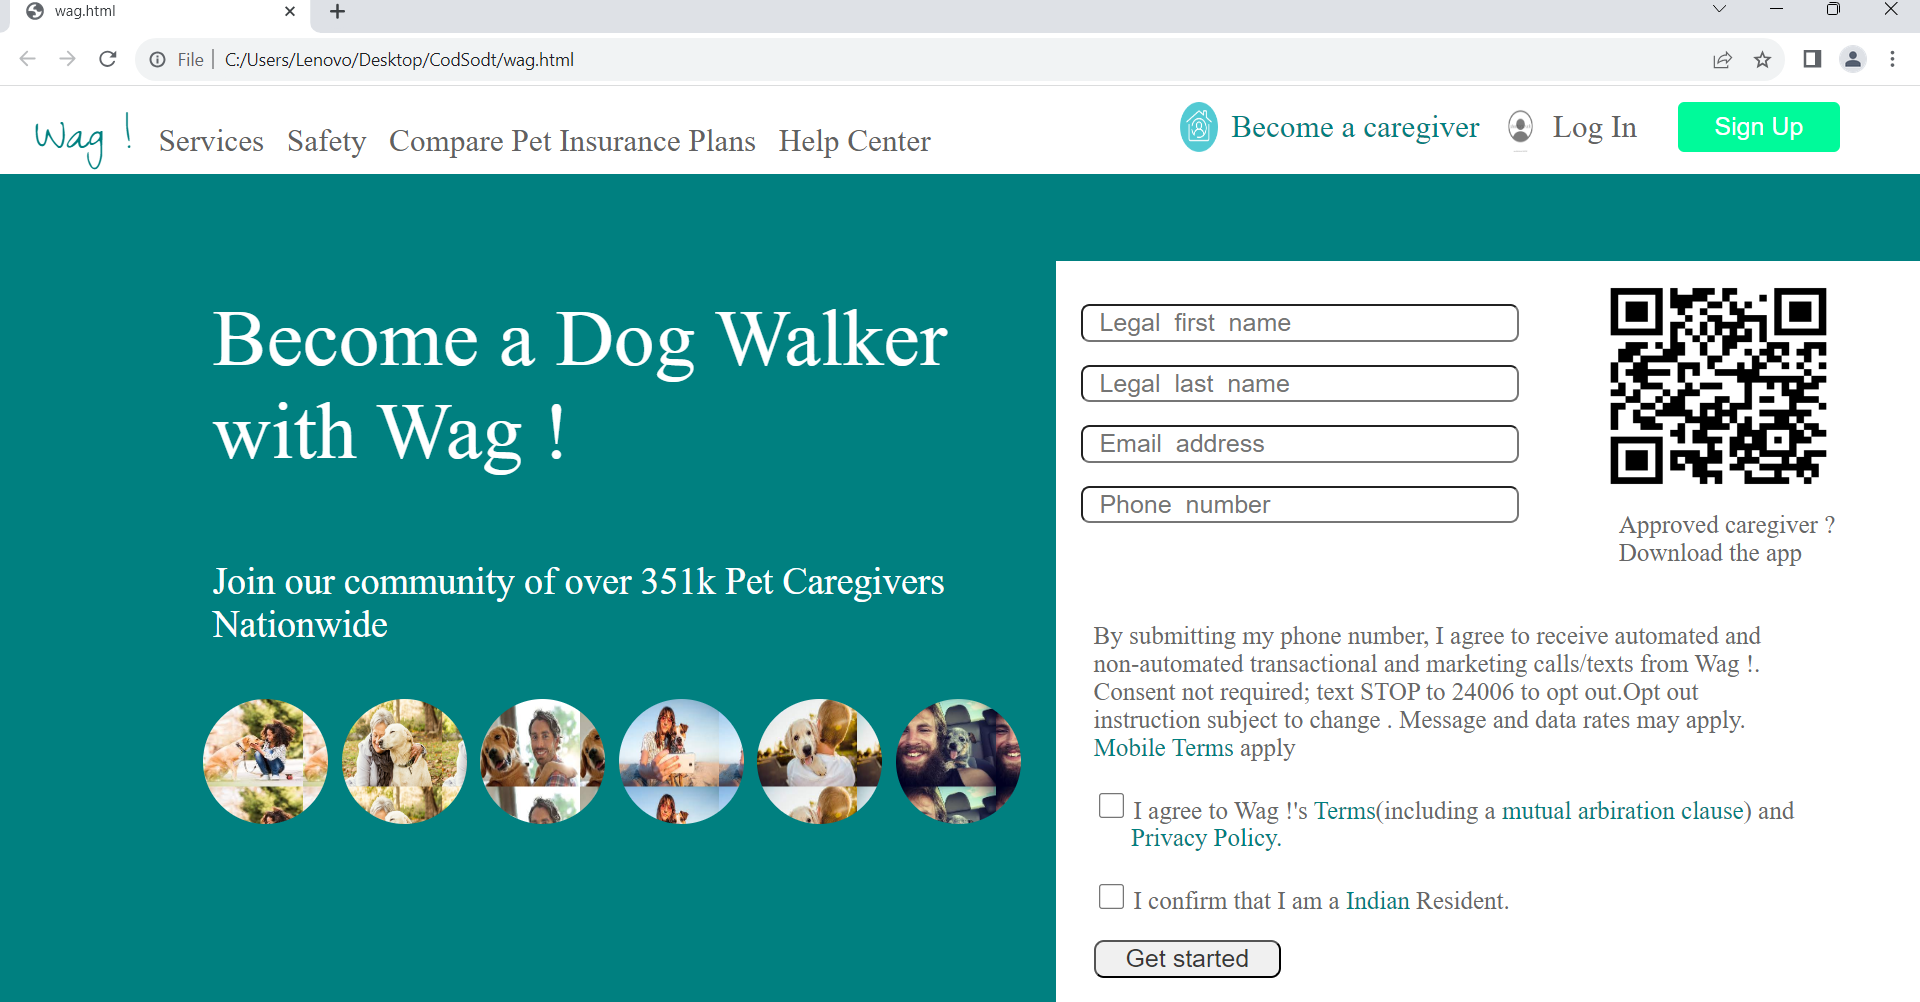 wag.html
File | C:/Users/Lenovo/Desktop/CodSodt/wag.html
Wag !
Services Safety Compare Pet Insurance Plans Help Center
Become a caregiver Log In Sign Up
Become a Dog Walker
with Wag !
Join our community of over 351k Pet Caregivers
Nationwide
Legal first name
Legal last name
Email address
Phone number
Approved caregiver ?
Download the app
By submitting my phone number, I agree to receive automated and
non-automated transactional and marketing calls/texts from Wag !.
Consent not required; text STOP to 24006 to opt out.Opt out
instruction subject to change . Message and data rates may apply.
Mobile Terms apply
I agree to Wag !'s Terms(including a mutual arbiration clause) and
Privacy Policy.
I confirm that I am a Indian Resident.
Get started